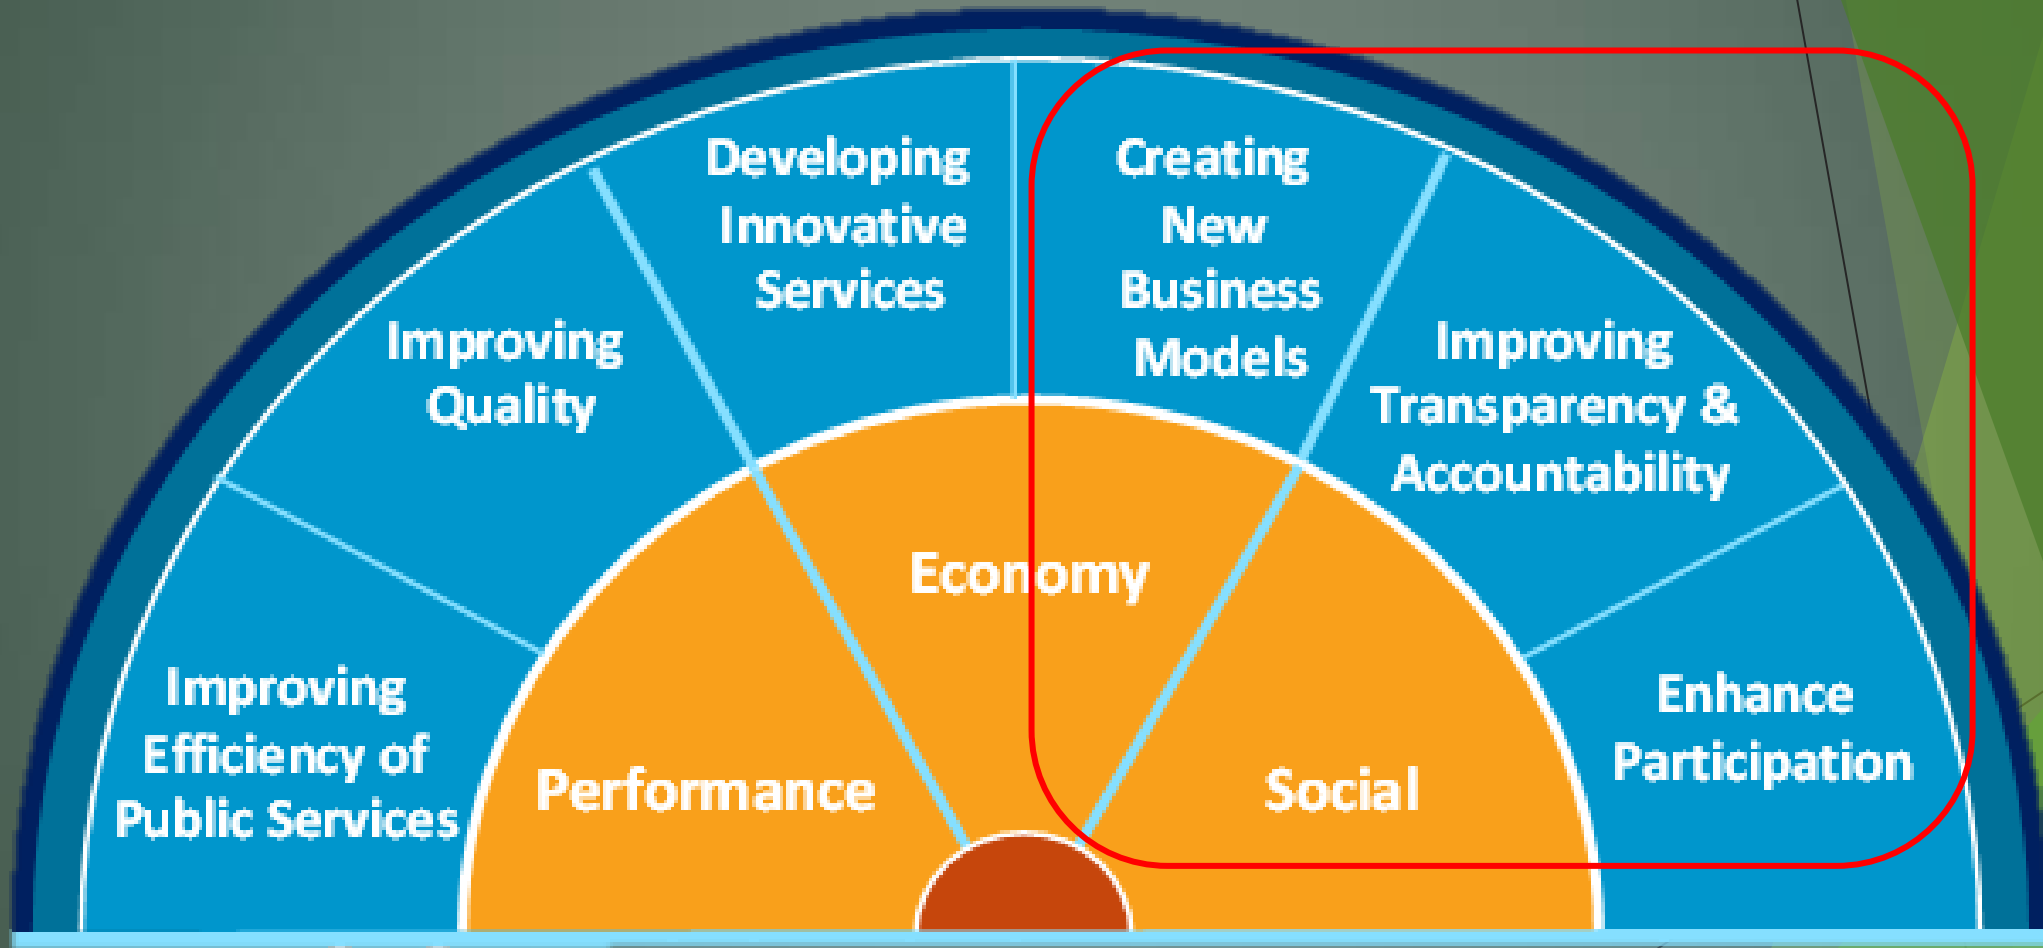 Developing
Innovative
Services
Creating
New
Business
Models
Improving
Quality
Improving
Transparency &
Accountability
Economy
Improving
Efficiency of
Public Services
Performance
Social
Enhance
Participation